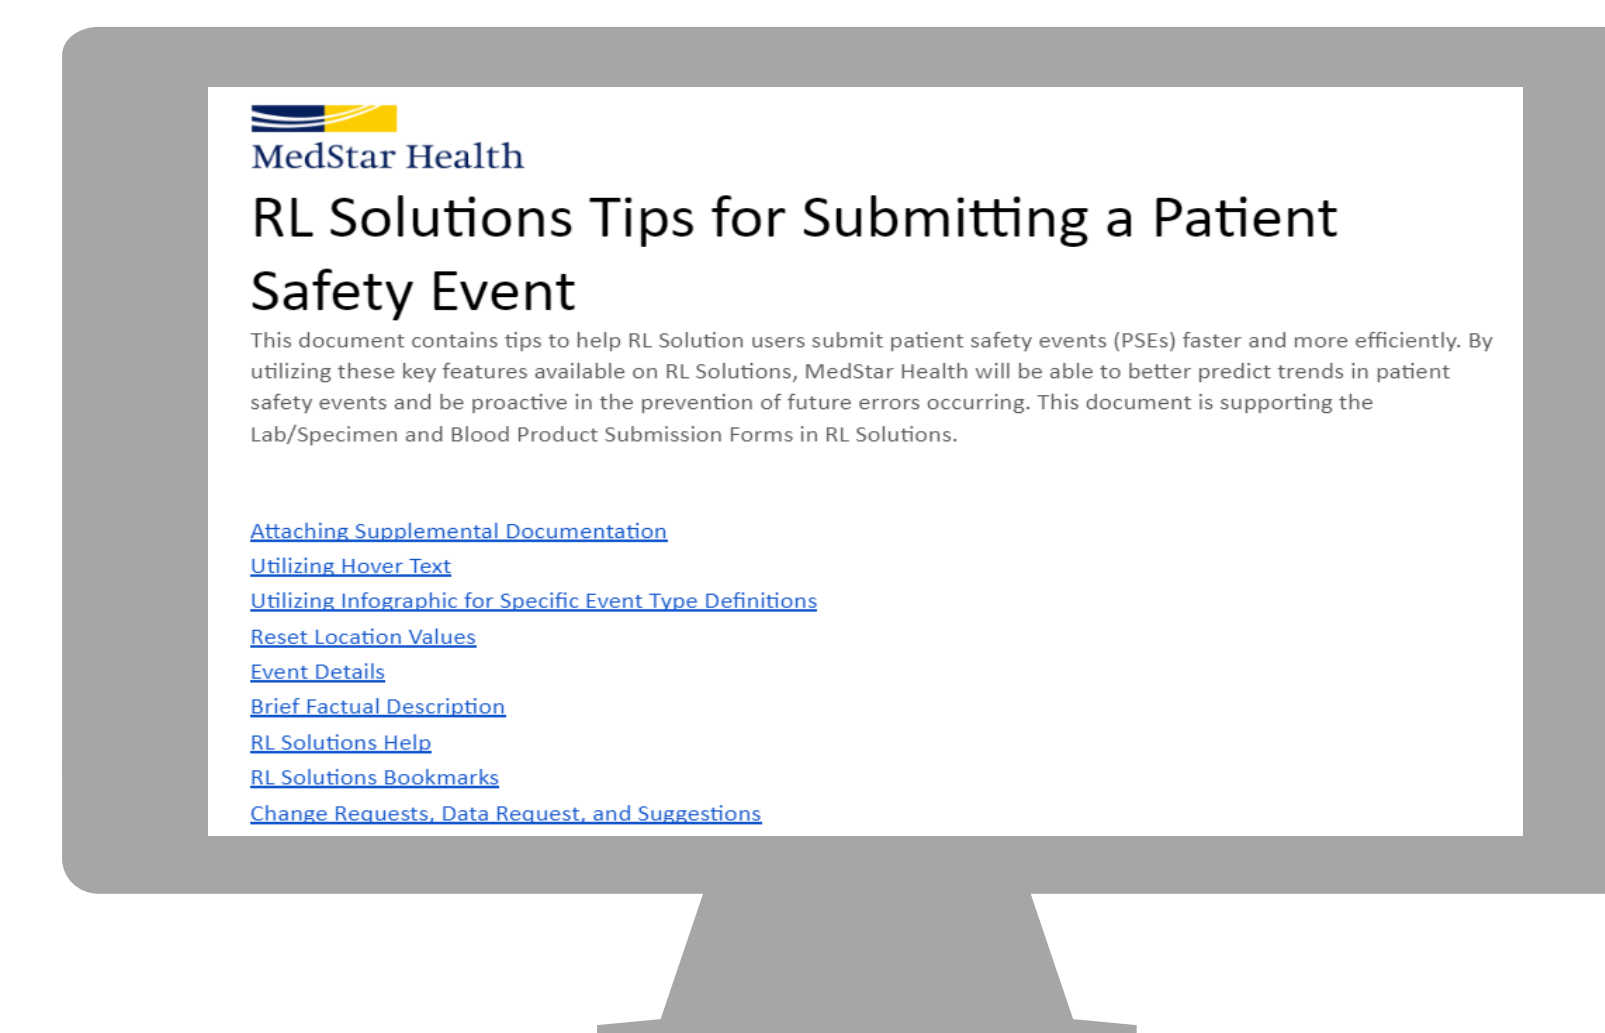 MedStar Health
RL Solutions Tips for Submitting a Patient
Safety Event
This document contains tips to help RL Solution users submit patient safety events (PSEs) faster and more efficiently. By
utilizing these key features available on RL Solutions, MedStar Health will be able to better predict trends in patient
safety events and be proactive in the prevention of future errors occurring. This document is supporting the
Lab/Specimen and Blood Product Submission Forms in RL Solutions.
Attaching Supplemental Documentation
Utilizing Hover Text
Utilizing Infographic for Specific Event Type Definitions
Reset Location Values
Event Details
Brief Factual Description
RL Solutions Help
RL Solutions Bookmarks
Change Requests, Data Request, and Suggestions